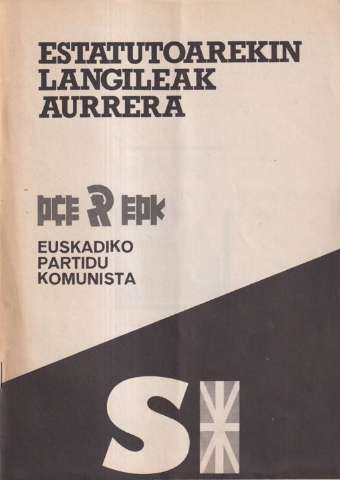 ESTATUTOAREKIN
LANGILEAK
AURRERA
PCE EPK
EUSKADIKO
PARTIDU
KOMUNISTA
SI